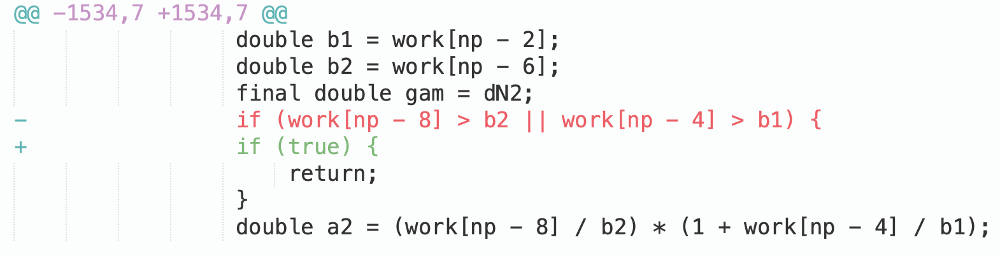 @@ -1534,7 +1534,7 @@
double b1 = work[np - 2];
double b2 = work[np - 6];
final double gam = dN2;
- if (work[np - 8] > b2 || work[np - 4] > b1) {
+ if (true) {
return;
}
double a2 = (work[np - 8] / b2) * (1 + work[np - 4] / b1);